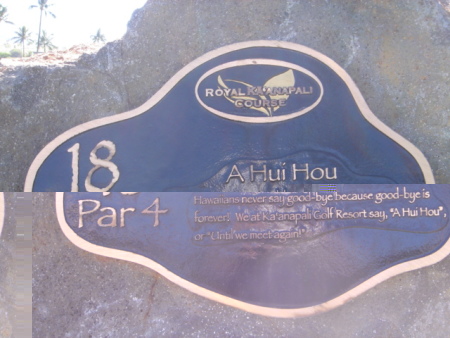 ROYAL KA'ANAPALI
COURSE
18
A Hui Hou
Par 4
Hawaiians never say good-bye because good-bye is
forever. We at Ka'anapali Golf Resort say, "A Hui Hou",
or "Until we meet again!"